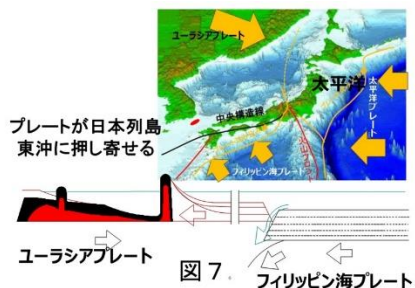 ユーラシアプレート
太平洋
太平洋プレート
中央構造線
フィリッピン海プレート
プレートが日本列島
東沖に押し寄せる
ユーラシアプレート
図7
フィリッピン海プレート